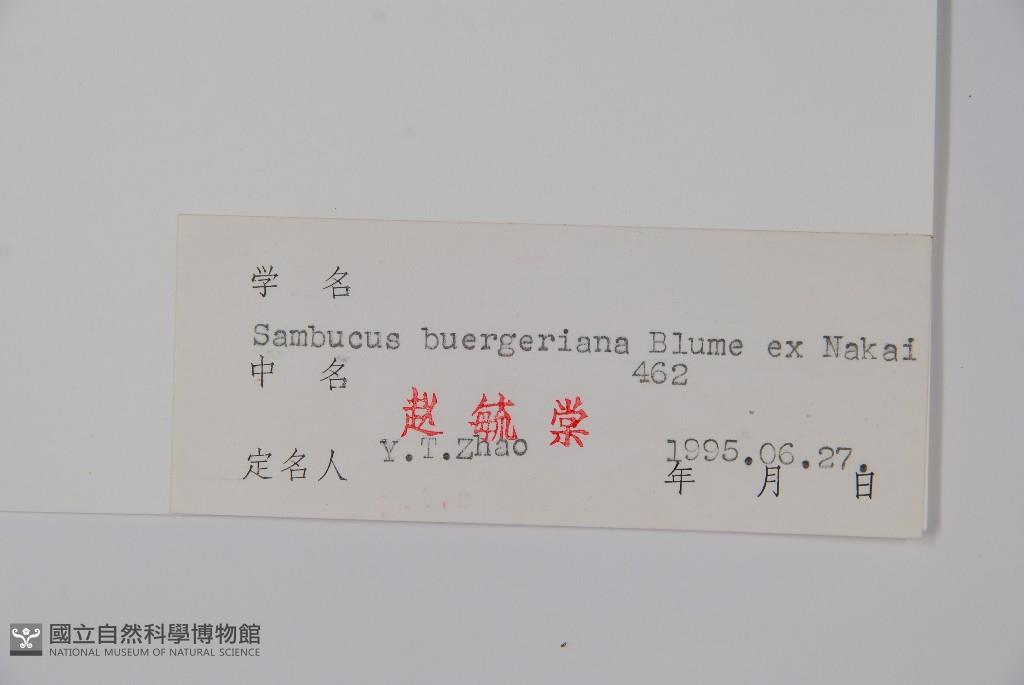 学 名
Sambucus buergeriana Blume ex Nakai
中 名 462
赵 毓 棠
定名人 Y.T.Zhao 1995.06.27.
年 月 日
國立自然科學博物館
NATIONAL MUSEUM OF NATURAL SCIENCE